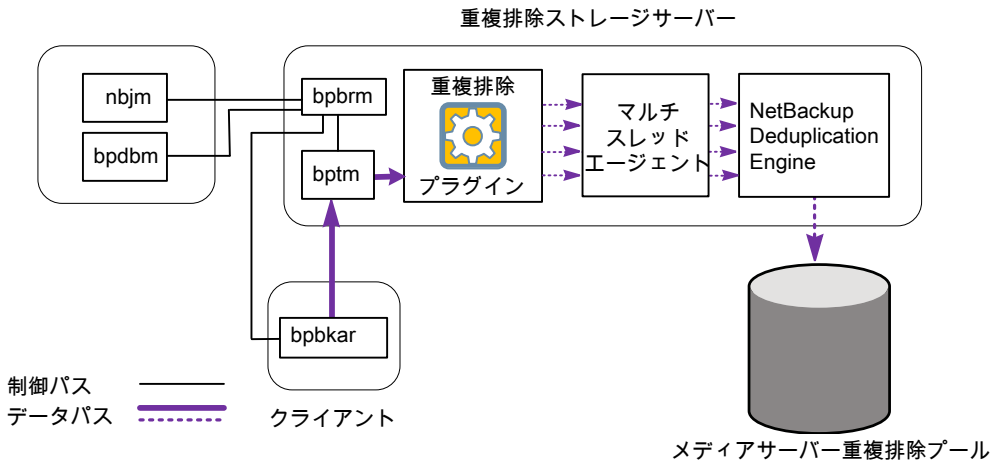 重複排除ストレージサーバー
nbjm
bpdbm
bpbrm
bptm
重複排除
プラグイン
マルチ
スレッド
エージェント
NetBackup
Deduplication
Engine
bpbkar
クライアント
制御パス
データパス
メディアサーバー重複排除プール